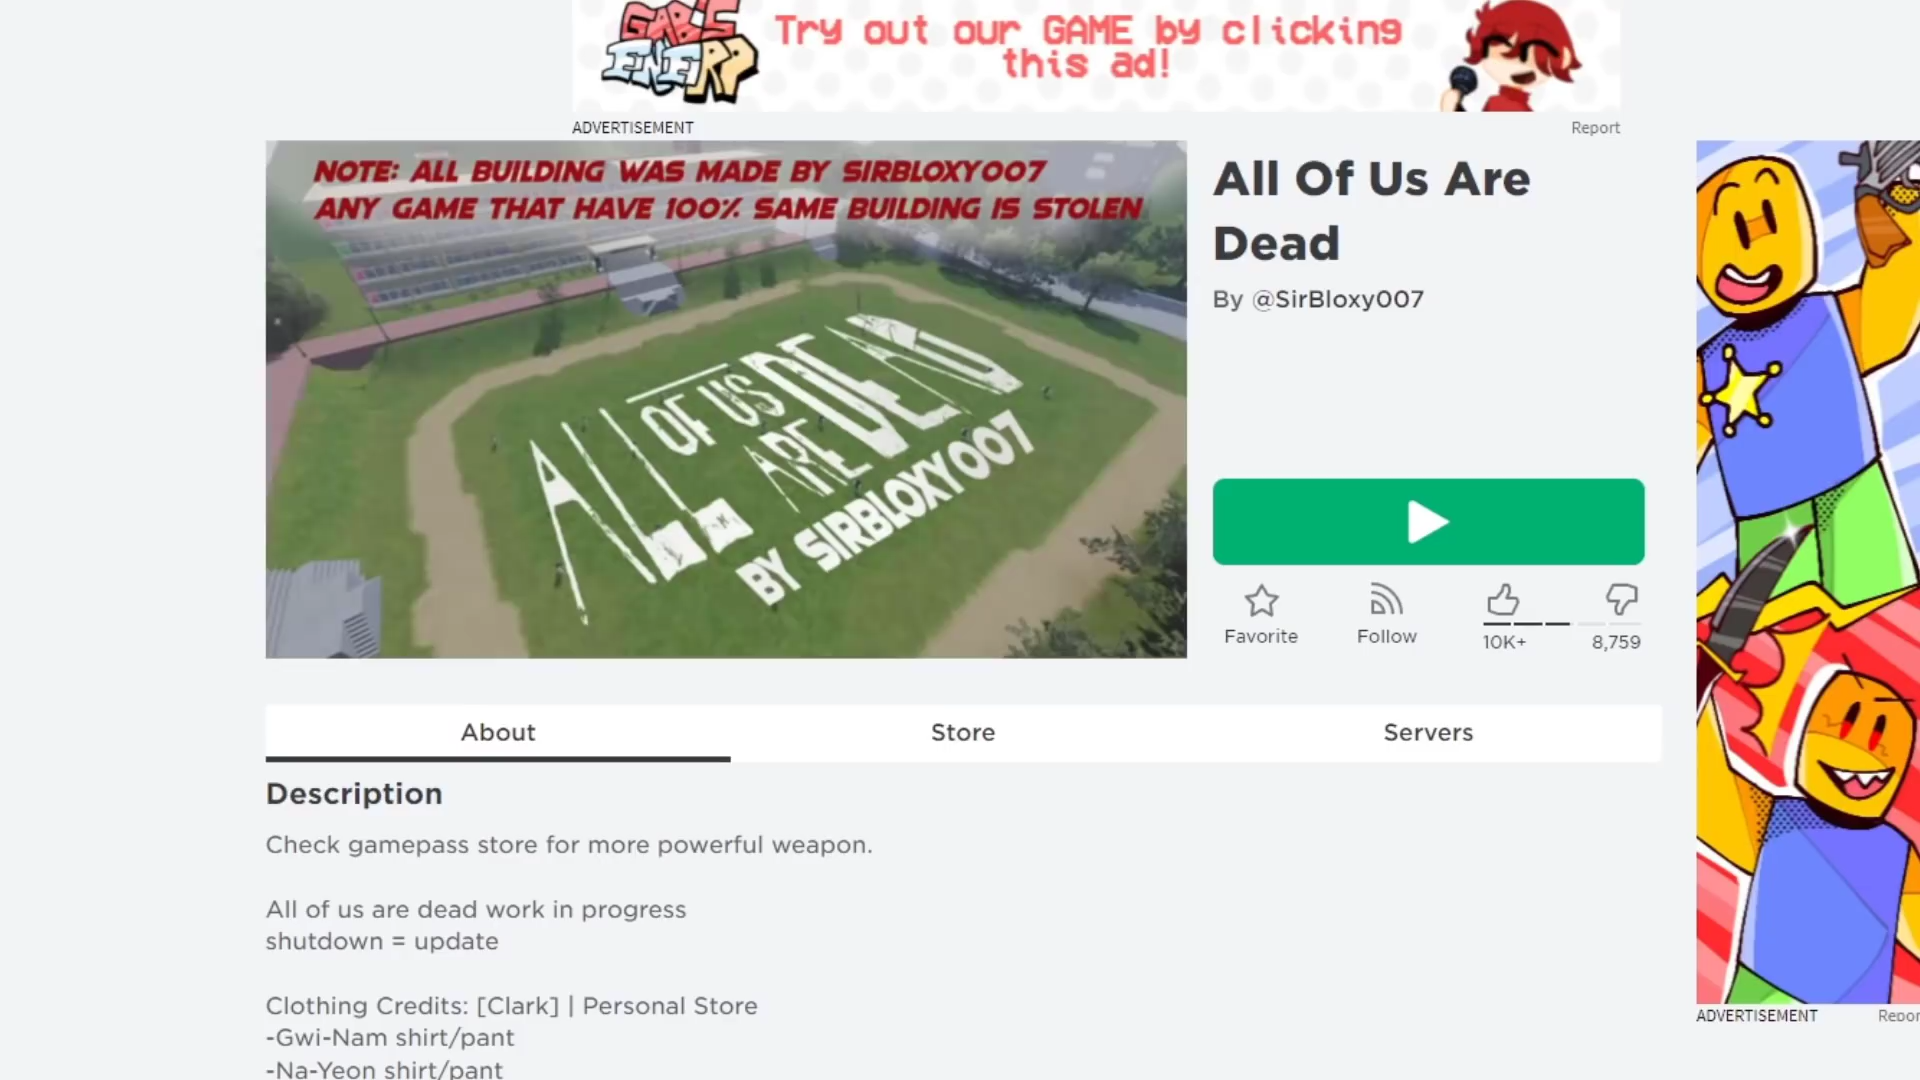 GAB'S
Try out our GAME by clicking
this ad!
ADVERTISEMENT
Report
NOTE: ALL BUILDING WAS MADE BY SIRBLOXY007
ANY GAME THAT HAVE 100% SAME BUILDING IS STOLEN
ALL OF US ARE DEAD
BY SIRBLOXY007
All Of Us Are
Dead
By @SirBloxy007
Favorite
Follow
10K+
8,759
About
Store
Servers
Description
Check gamepass store for more powerful weapon.
All of us are dead work in progress
shutdown = update
Clothing Credits: [Clark] | Personal Store
-Gwi-Nam shirt/pant
-Na-Yeon shirt/pant
ADVERTISEMENT
Repor